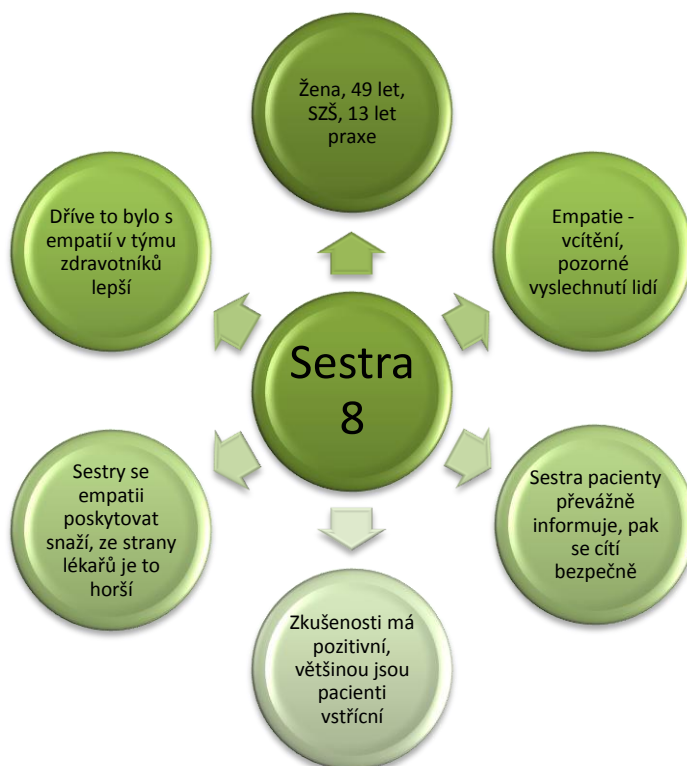 Žena, 49 let,
SZŠ, 13 let
praxe
Empatie -
vcítění,
pozorné
vyslechnutí lidí
Sestra pacienty
převážně
informuje, pak
se cítí
bezpečně
Zkušenosti má
pozitivní,
většinou jsou
pacienti
vstřícní
Sestry se
empatii
poskytovat
snaží, ze strany
lékařů je to
horší
Dříve to bylo s
empatií v týmu
zdravotníků
lepší
Sestra
8